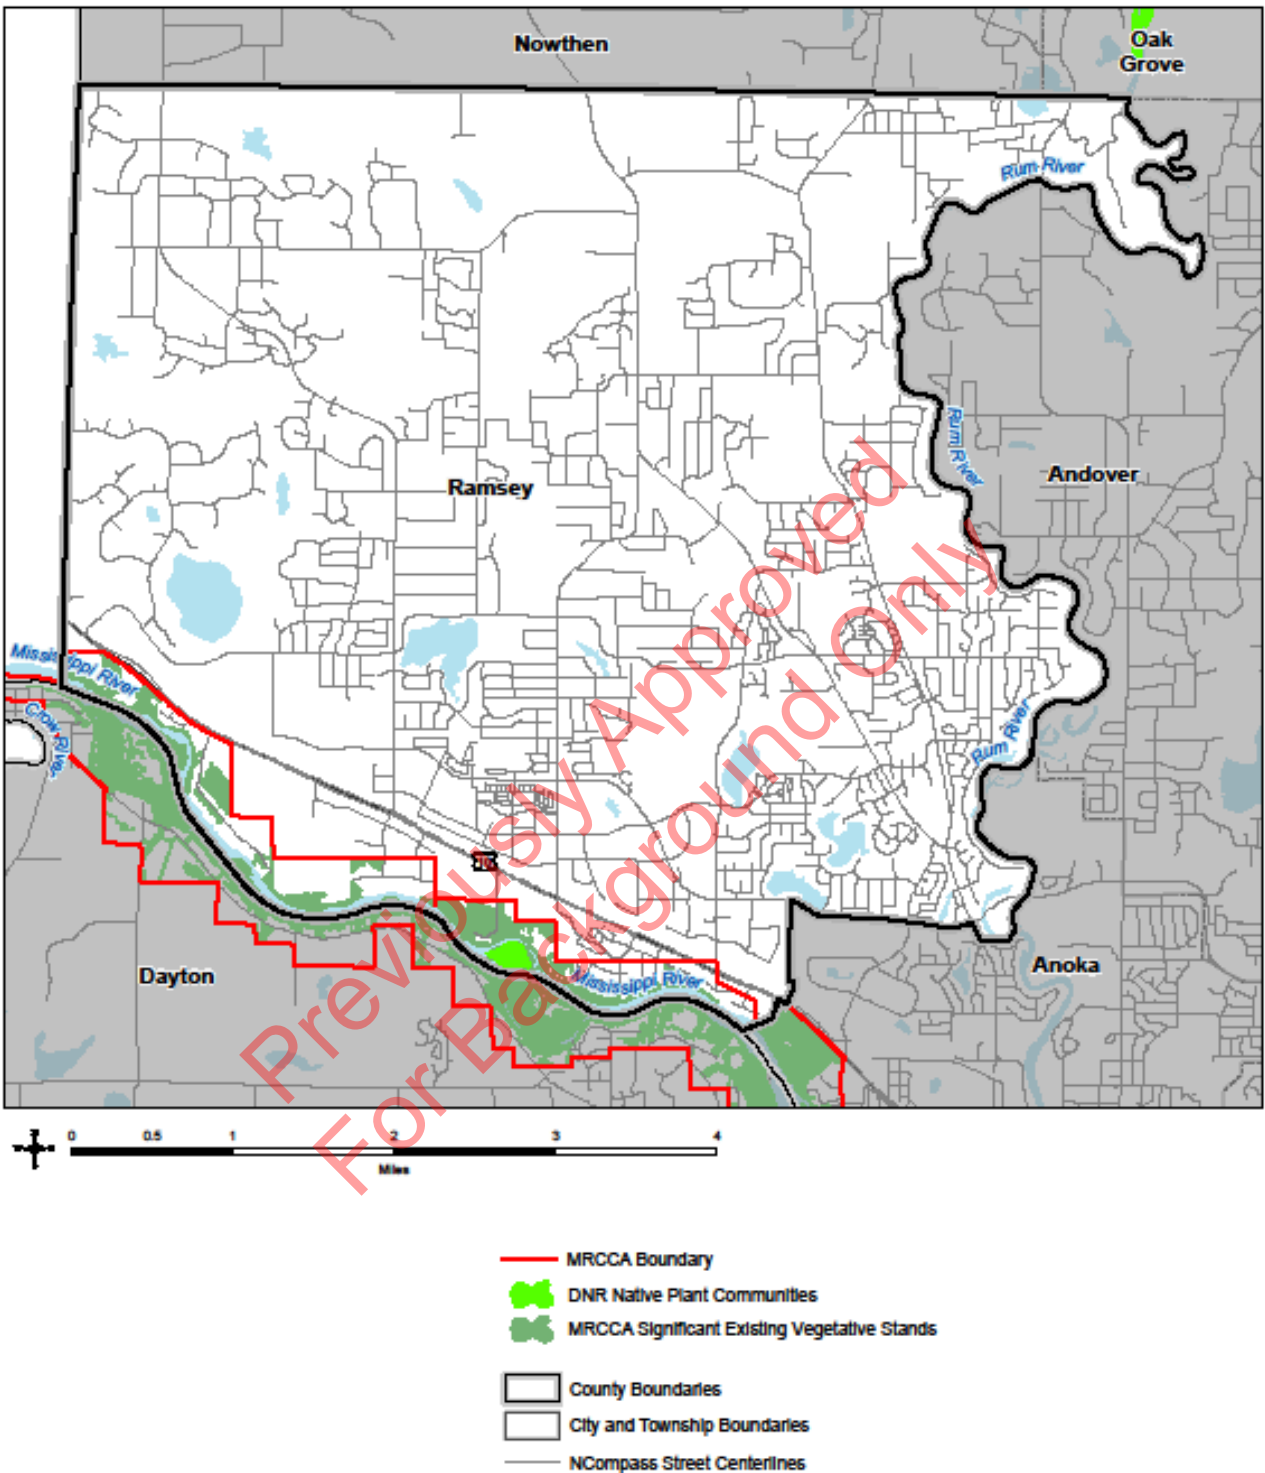 Nowthen
Oak
Grove
Rum River
Rum River
Andover
Ramsey
Mississippi River
Crow River
Rum River
10
Dayton
Mississippi River
Anoka
Previously Approved
For Background Only
0 0.5 1 2 3 4
Miles
MRCCA Boundary
DNR Native Plant Communities
MRCCA Significant Existing Vegetative Stands
County Boundaries
City and Township Boundaries
NCompass Street Centerlines